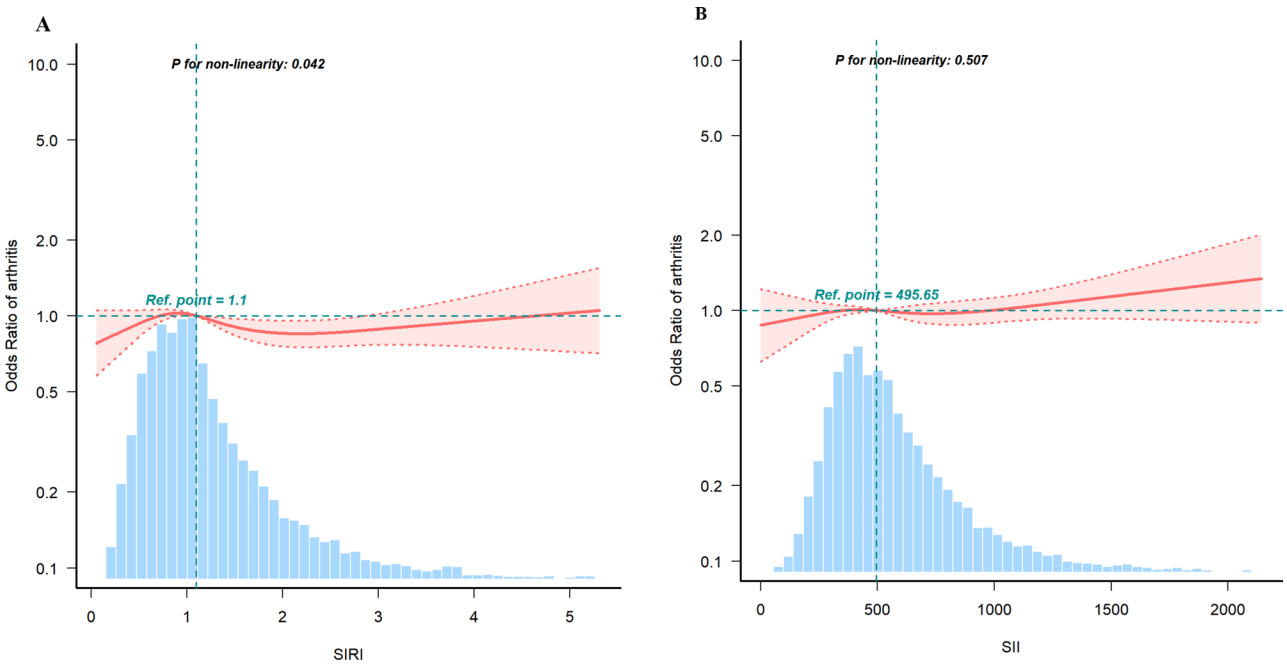 A
P for non-linearity: 0.042
10.0
5.0
2.0
1.0
0.5
0.2
0.1
Odds Ratio of arthritis
Ref. point = 1.1
0 1 2 3 4 5
SIRI
B
P for non-linearity: 0.507
10.0
5.0
2.0
1.0
0.5
0.2
0.1
Odds Ratio of arthritis
Ref. point = 495.65
0 500 1000 1500 2000
SII